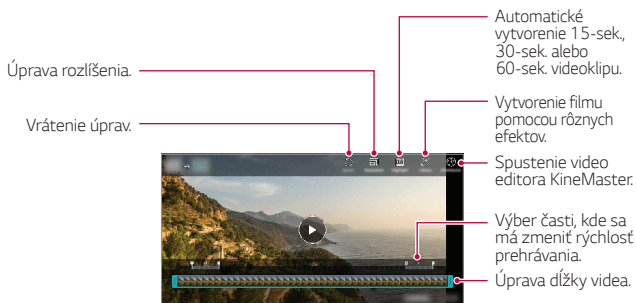 Automatické
vytvorenie 15-sek.,
30-sek. alebo
60-sek. videoklipu.
Úprava rozlíšenia.
Vytvorenie filmu
pomocou rôznych
efektov.
Vrátenie úprav.
Spustenie video
editora KineMaster.
Výber časti, kde sa
má zmeniť rýchlosť
prehrávania.
Úprava dĺžky videa.